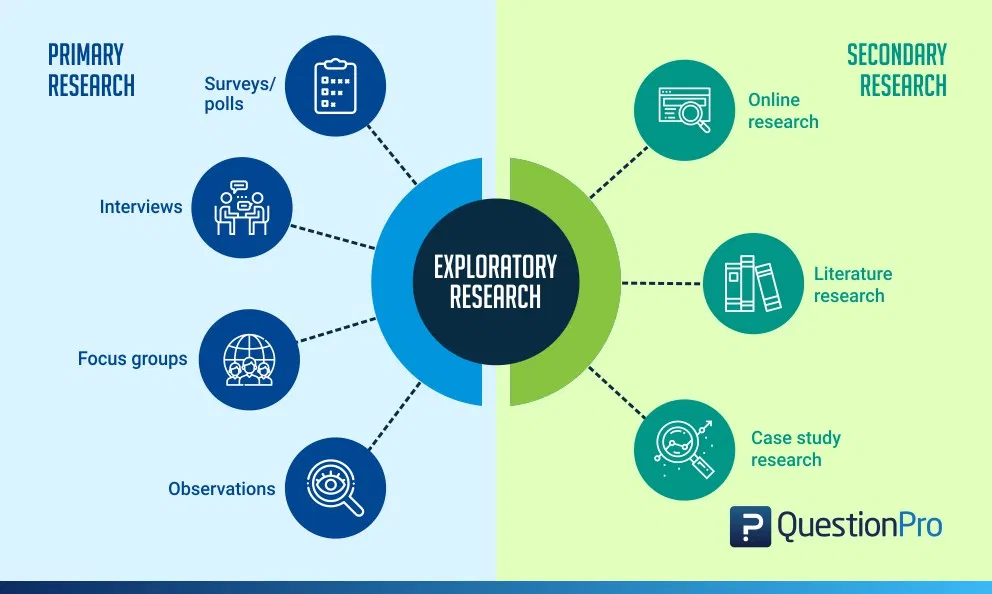 PRIMARY
RESEARCH
Surveys/
polls
Interviews
Focus groups
Observations
EXPLORATORY
RESEARCH
SECONDARY
RESEARCH
Online
research
Literature
research
Case study
research
? QuestionPro